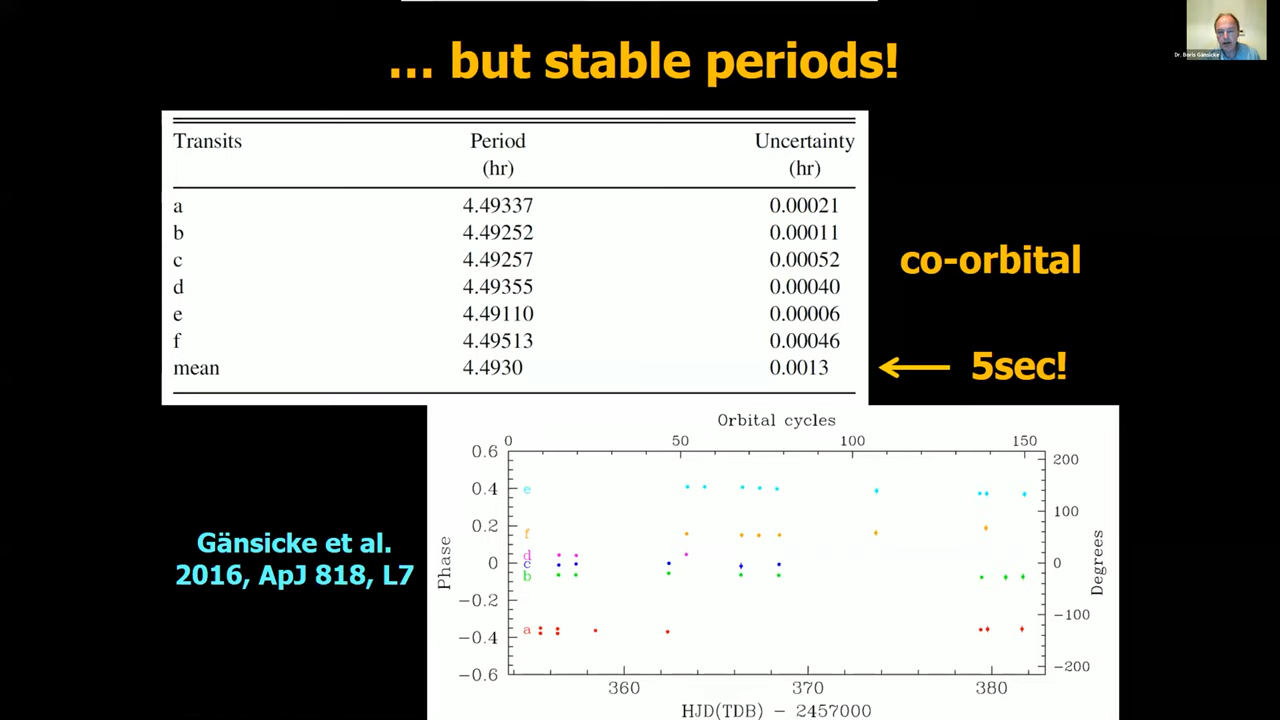 ... but stable periods!
Dr. Boris Gänsicke
Transits Period Uncertainty
(hr) (hr)
a 4.49337 0.00021
b 4.49252 0.00011
c 4.49257 0.00052
d 4.49355 0.00040
e 4.49110 0.00006
f 4.49513 0.00046
mean 4.4930 0.0013
co-orbital
5sec!
Gänsicke et al.
2016, ApJ 818, L7
Orbital cycles
0 50 100 150
0.6 200
0.4 e
0.2 f 100
d
0 c 0
b
−0.2
−100
−0.4 a
−0.6 −200
Phase
Degrees
360 370 380
HJD(TDB) − 2457000